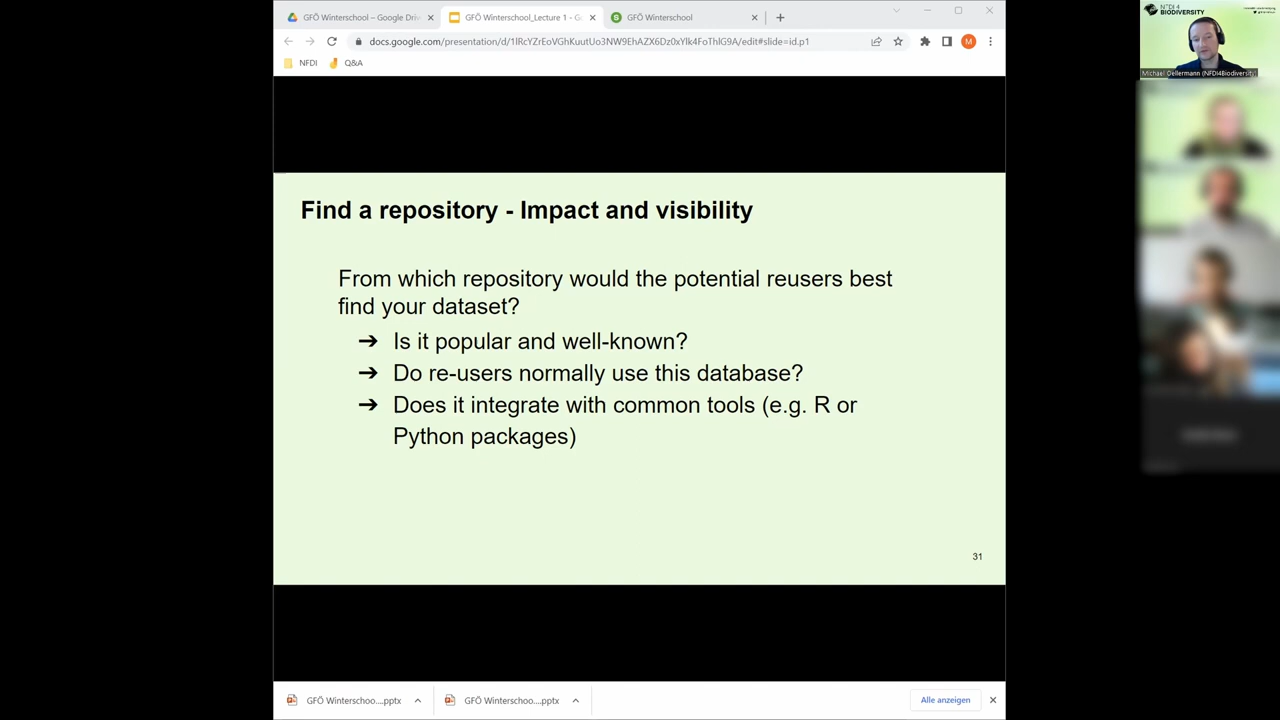 GFÖ Winterschool – Google Driv
GFÖ Winterschool_Lecture 1 - Go
GFÖ Winterschool
docs.google.com/presentation/d/1lRcYZrEoVGhKuutUo3NW9EhAZX6Dz0xYlk4FoThlG9A/edit#slide=id.p1
M
NFDI
Q&A
NFDI 4
BIODIVERSITY
Michael Oellermann (NFDI4Biodiversity)
Find a repository - Impact and visibility
From which repository would the potential reusers best
find your dataset?
➔ Is it popular and well-known?
➔ Do re-users normally use this database?
➔ Does it integrate with common tools (e.g. R or
Python packages)
31
GFÖ Winterschoo....pptx
GFÖ Winterschoo....pptx
Alle anzeigen